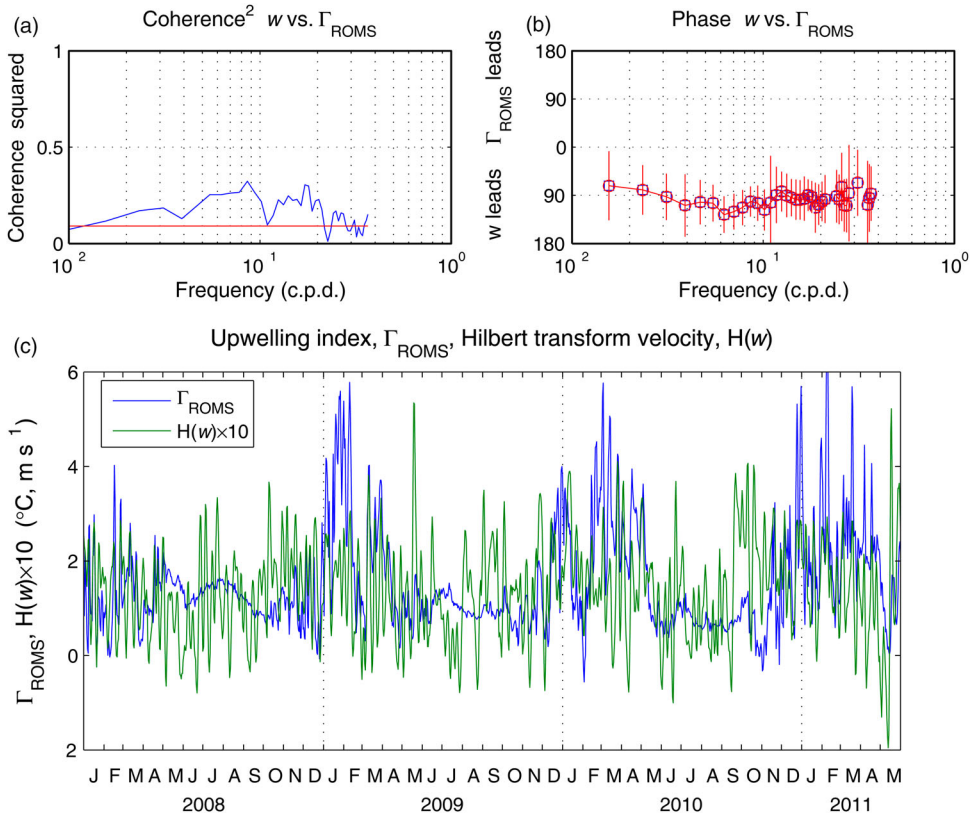 (a)
Coherence² w vs. Γ_ROMS
Coherence squared
1
0.5
0
10²
10¹
10⁰
Frequency (c.p.d.)
(b)
Phase w vs. Γ_ROMS
w leads Γ_ROMS leads
180
90
0
90
180
10²
10¹
10⁰
Frequency (c.p.d.)
(c)
Upwelling index, Γ_ROMS, Hilbert transform velocity, H(w)
Γ_ROMS, H(w)×10 (°C, m s⁻¹)
6
4
2
0
2
Γ_ROMS
H(w)×10
J F M A M J J A S O N D J F M A M J J A S O N D J F M A M J J A S O N D J F M A M
2008 2009 2010 2011